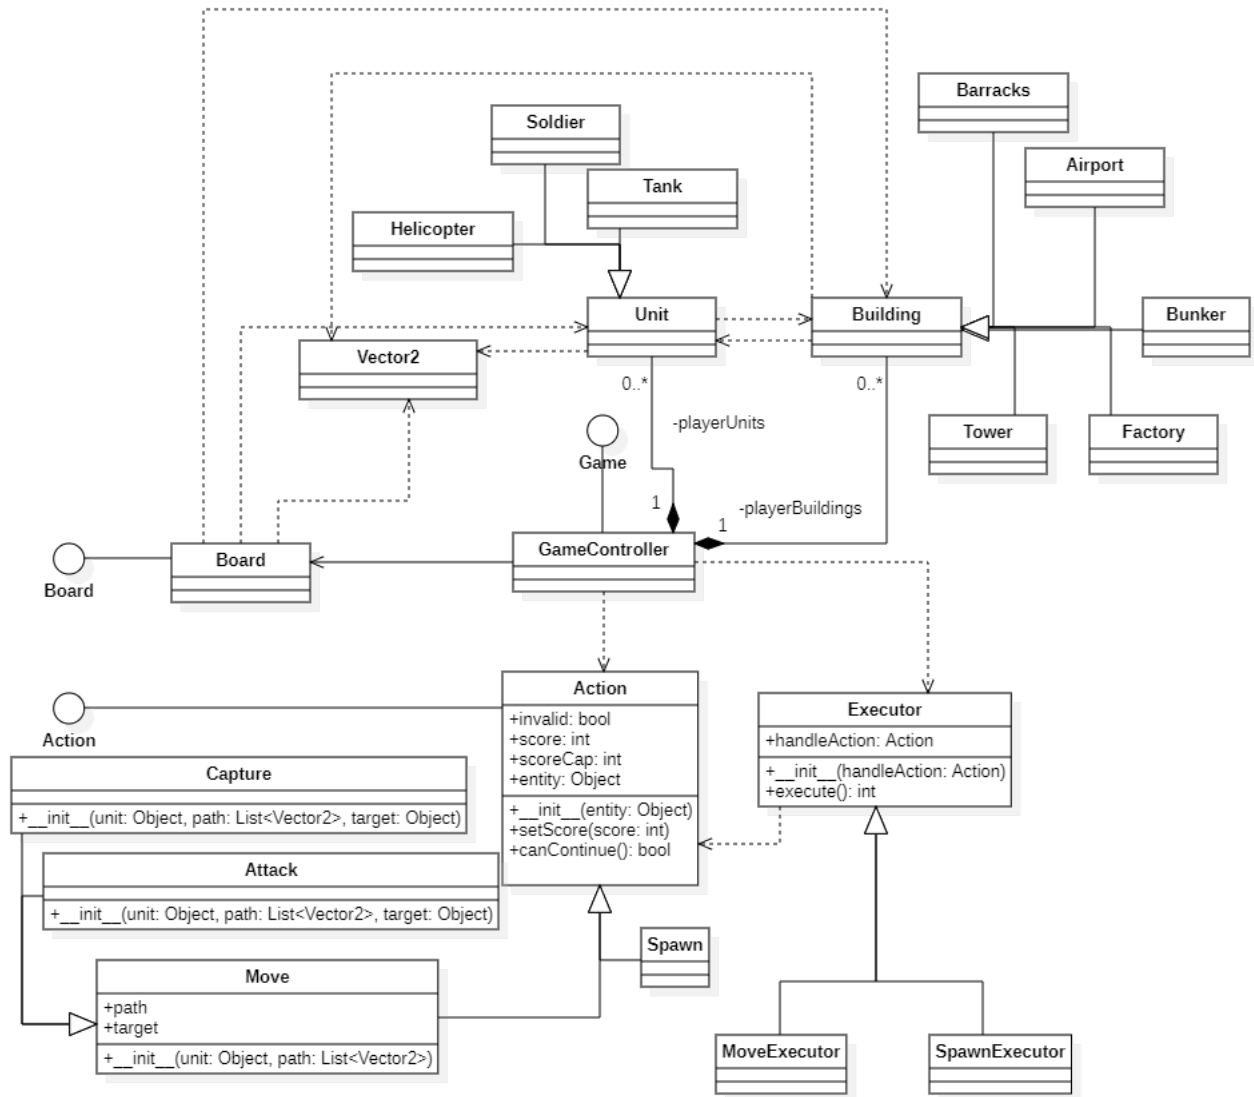 Barracks
Soldier
Airport
Tank
Helicopter
Unit
Building
Bunker
Vector2
0..*
0..*
-playerUnits
Tower
Factory
Game
1
-playerBuildings
1
GameController
Board
Board
Action
+invalid: bool
+score: int
+scoreCap: int
+entity: Object
+__init__(entity: Object)
+setScore(score: int)
+canContinue(): bool
Executor
+handleAction: Action
+__init__(handleAction: Action)
+execute(): int
Action
Capture
+__init__(unit: Object, path: List<Vector2>, target: Object)
Attack
+__init__(unit: Object, path: List<Vector2>, target: Object)
Spawn
Move
+path
+target
+__init__(unit: Object, path: List<Vector2>)
MoveExecutor
SpawnExecutor